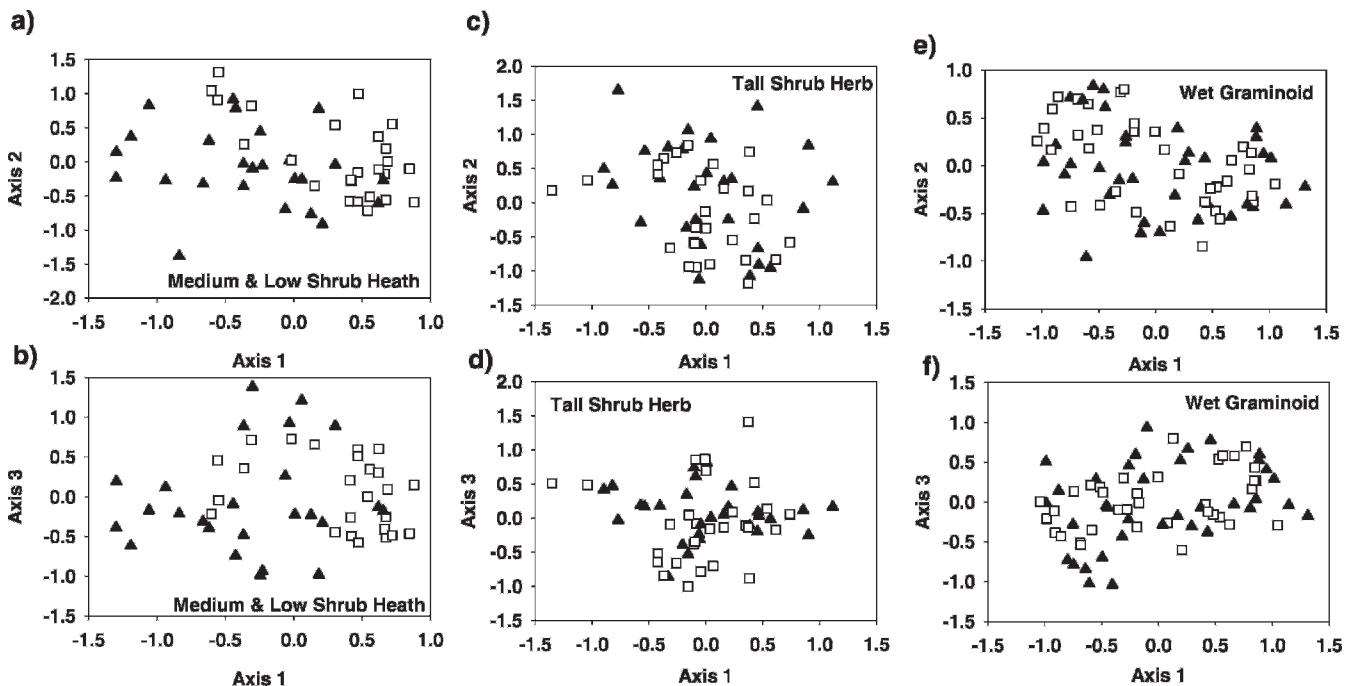 a)
1.5
1.0
0.5
0.0
-0.5
-1.0
-1.5
-2.0
Axis 2
Medium & Low Shrub Heath
-1.5 -1.0 -0.5 0.0 0.5 1.0
Axis 1
b)
1.5
1.0
0.5
0.0
-0.5
-1.0
-1.5
Axis 3
Medium & Low Shrub Heath
-1.5 -1.0 -0.5 0.0 0.5 1.0
Axis 1
c)
2.0
1.5
1.0
0.5
0.0
-0.5
-1.0
-1.5
Axis 2
Tall Shrub Herb
-1.5 -1.0 -0.5 0.0 0.5 1.0 1.5
Axis 1
d)
2.0
1.5
1.0
0.5
0.0
-0.5
-1.0
-1.5
Axis 3
Tall Shrub Herb
-1.5 -1.0 -0.5 0.0 0.5 1.0 1.5
Axis 1
e)
1.0
0.5
0.0
-0.5
-1.0
-1.5
Axis 2
Wet Graminoid
-1.5 -1.0 -0.5 0.0 0.5 1.0 1.5
Axis 1
f)
1.5
1.0
0.5
0.0
-0.5
-1.0
-1.5
Axis 3
Wet Graminoid
-1.5 -1.0 -0.5 0.0 0.5 1.0 1.5
Axis 1